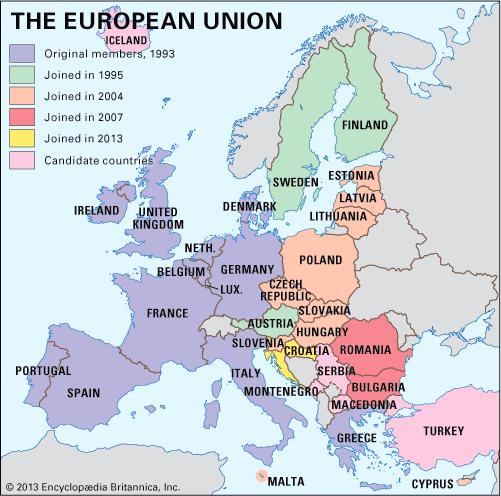 THE EUROPEAN UNION
ICELAND
Original members, 1993
Joined in 1995
Joined in 2004
Joined in 2007
Joined in 2013
Candidate countries
FINLAND
SWEDEN
ESTONIA
LATVIA
LITHUANIA
DENMARK
IRELAND
UNITED
KINGDOM
NETH.
BELGIUM
GERMANY
POLAND
LUX.
CZECH
REPUBLIC
SLOVAKIA
FRANCE
AUSTRIA
HUNGARY
SLOVENIA
CROATIA
ROMANIA
ITALY
SERBIA
PORTUGAL
SPAIN
MONTENEGRO
BULGARIA
MACEDONIA
GREECE
TURKEY
MALTA
CYPRUS
© 2013 Encyclopædia Britannica, Inc.